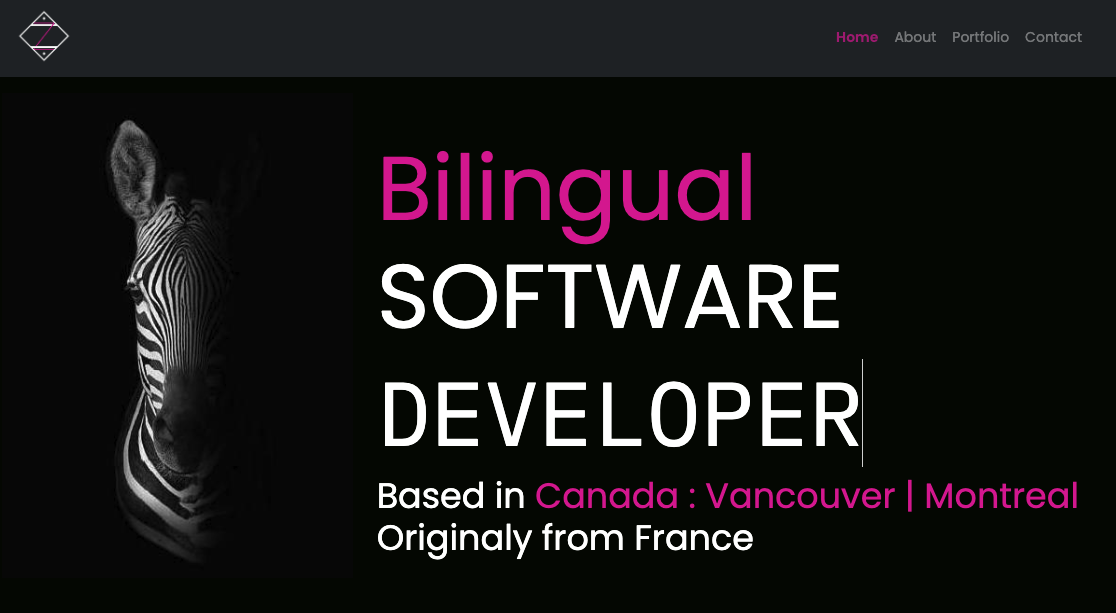 Home About Portfolio Contact
Bilingual
SOFTWARE
DEVELOPER
Based in Canada : Vancouver | Montreal
Originaly from France